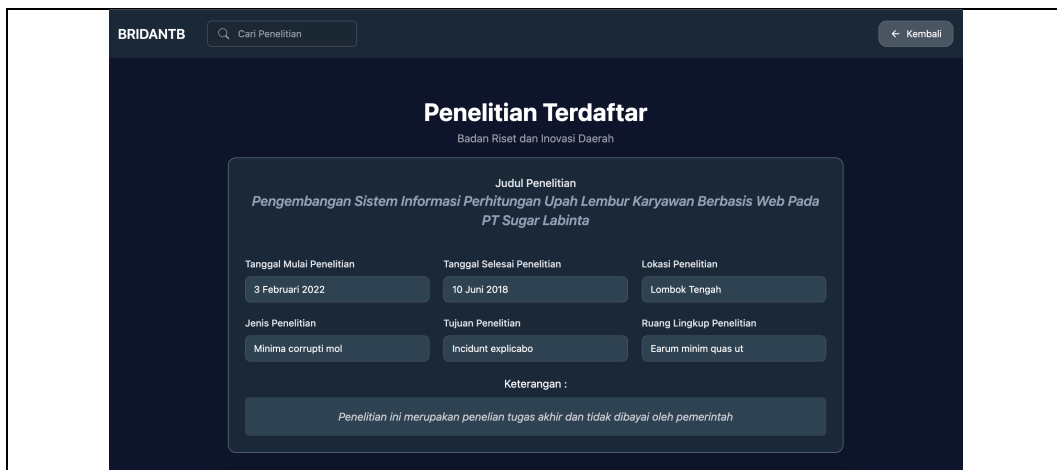 BRIDANTB
Cari Penelitian
← Kembali
Penelitian Terdaftar
Badan Riset dan Inovasi Daerah
Judul Penelitian
Pengembangan Sistem Informasi Perhitungan Upah Lembur Karyawan Berbasis Web Pada
PT Sugar Labinta
Tanggal Mulai Penelitian
Tanggal Selesai Penelitian
Lokasi Penelitian
3 Februari 2022
10 Juni 2018
Lombok Tengah
Jenis Penelitian
Tujuan Penelitian
Ruang Lingkup Penelitian
Minima corrupti mol
Incidunt explicabo
Earum minim quas ut
Keterangan :
Penelitian ini merupakan penelian tugas akhir dan tidak dibayai oleh pemerintah